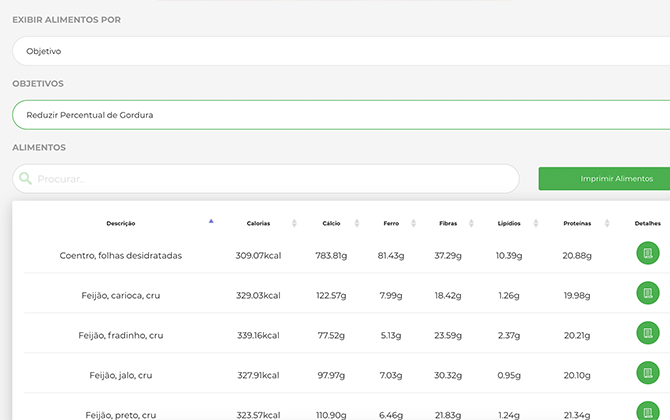 EXIBIR ALIMENTOS POR
Objetivo
OBJETIVOS
Reduzir Percentual de Gordura
ALIMENTOS
Procurar.. Imprimir Alimentos
Descrição Calorias Cálcio Ferro Fibras Lipídios Proteínas Detalhes
Coentro, folhas desidratadas 309.07kcal 783.81g 81.43g 37.29g 10.39g 20.88g
Feijão, carioca, cru 329.03kcal 122.57g 7.99g 18.42g 1.26g 19.98g
Feijão, fradinho, cru 339.16kcal 77.52g 5.13g 23.59g 2.37g 20.21g
Feijão, jalo, cru 327.91kcal 97.97g 7.03g 30.32g 0.95g 20.10g
Feijão, preto, cru 323.57kcal 110.90g 6.46g 21.83g 1.24g 21.34g